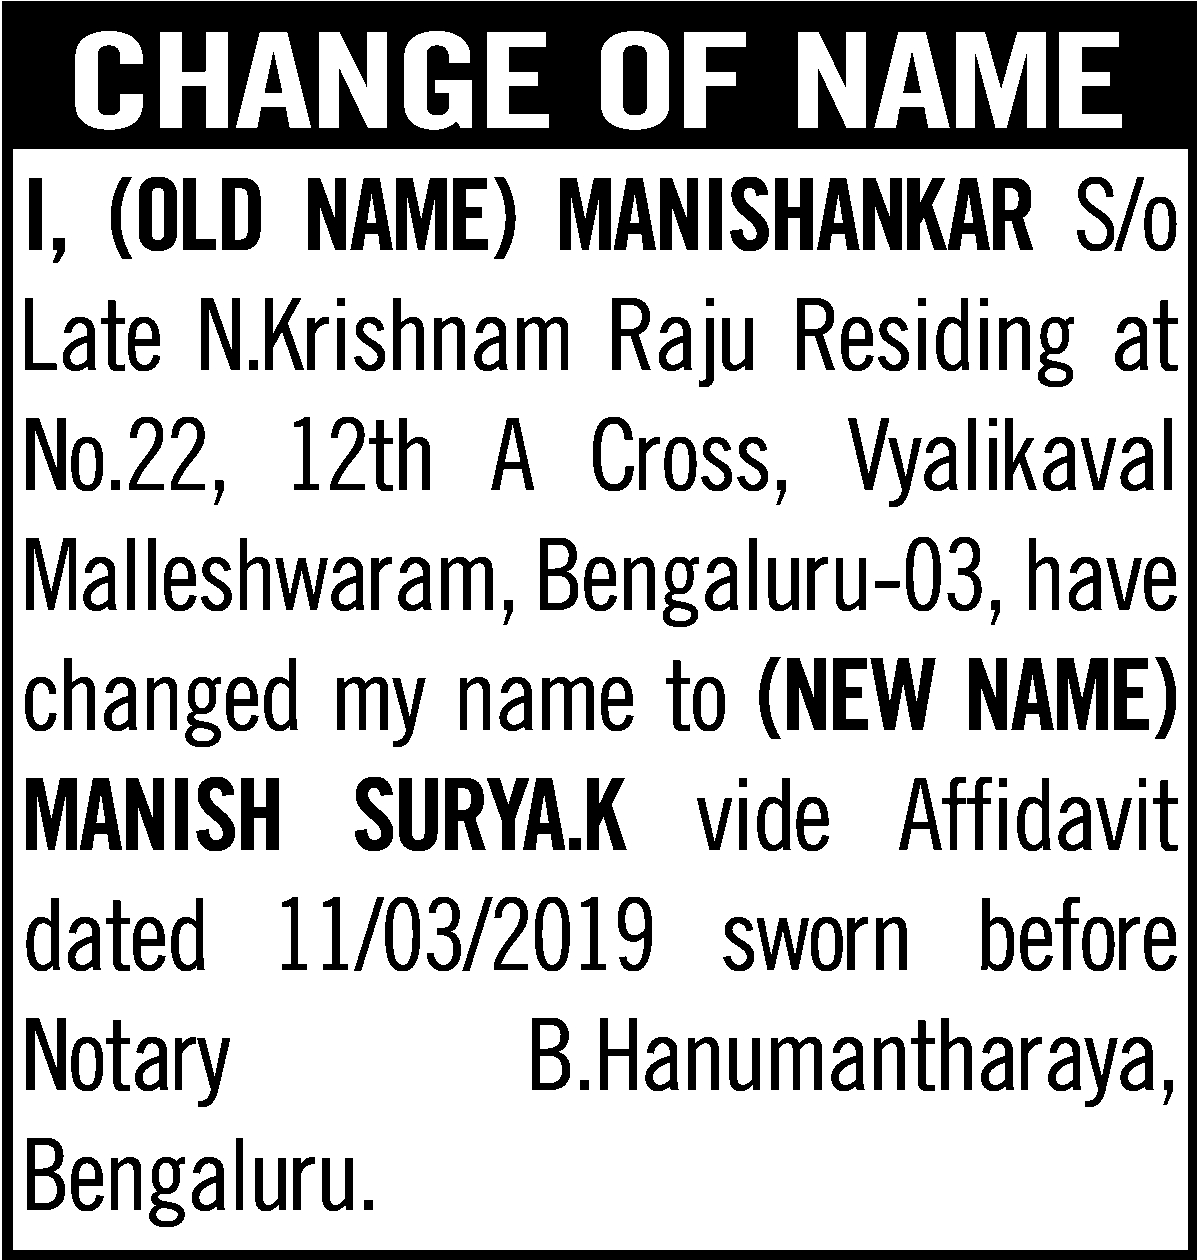 CHANGE OF NAME
I, (OLD NAME) MANISHANKAR S/o
Late N.Krishnam Raju Residing at
No.22, 12th A Cross, Vyalikaval
Malleshwaram, Bengaluru-03, have
changed my name to (NEW NAME)
MANISH SURYA.K vide Affidavit
dated 11/03/2019 sworn before
Notary B.Hanumantharaya,
Bengaluru.